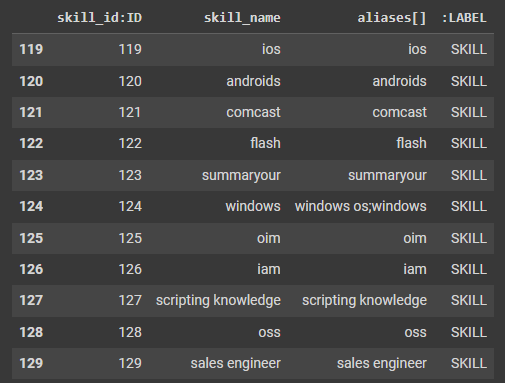 skill_id:ID skill_name aliases[] :LABEL
119 119 ios ios SKILL
120 120 androids androids SKILL
121 121 comcast comcast SKILL
122 122 flash flash SKILL
123 123 summaryour summaryour SKILL
124 124 windows windows os;windows SKILL
125 125 oim oim SKILL
126 126 iam iam SKILL
127 127 scripting knowledge scripting knowledge SKILL
128 128 oss oss SKILL
129 129 sales engineer sales engineer SKILL